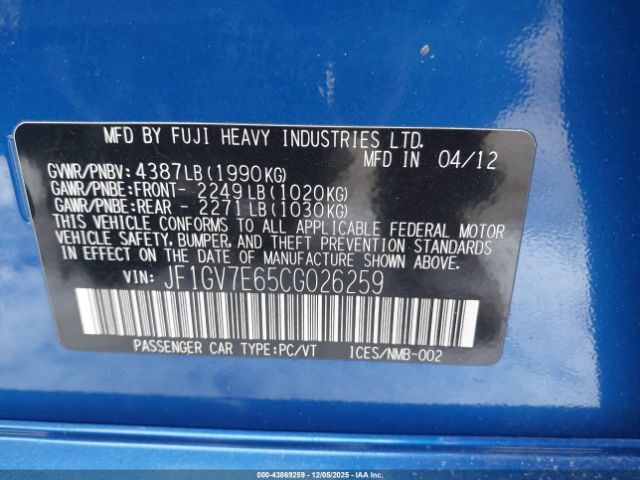 MFD BY FUJI HEAVY INDUSTRIES LTD.
MFD IN 04/12
GVWR/PNBV: 4387LB(1990KG)
GAWR/PNBE:FRONT- 2249LB(1020KG)
GAWR/PNBE:REAR - 2271LB(1030KG)
THIS VEHICLE CONFORMS TO ALL APPLICABLE FEDERAL MOTOR
VEHICLE SAFETY, BUMPER, AND THEFT PREVENTION STANDARDS
IN EFFECT ON THE DATE OF MANUFACTURE SHOWN ABOVE.
VIN: JF1GV7E65CG026259
PASSENGER CAR TYPE:PC/VT ICES/NMB-002
000-43869259 | 12/05/2025 | IAA